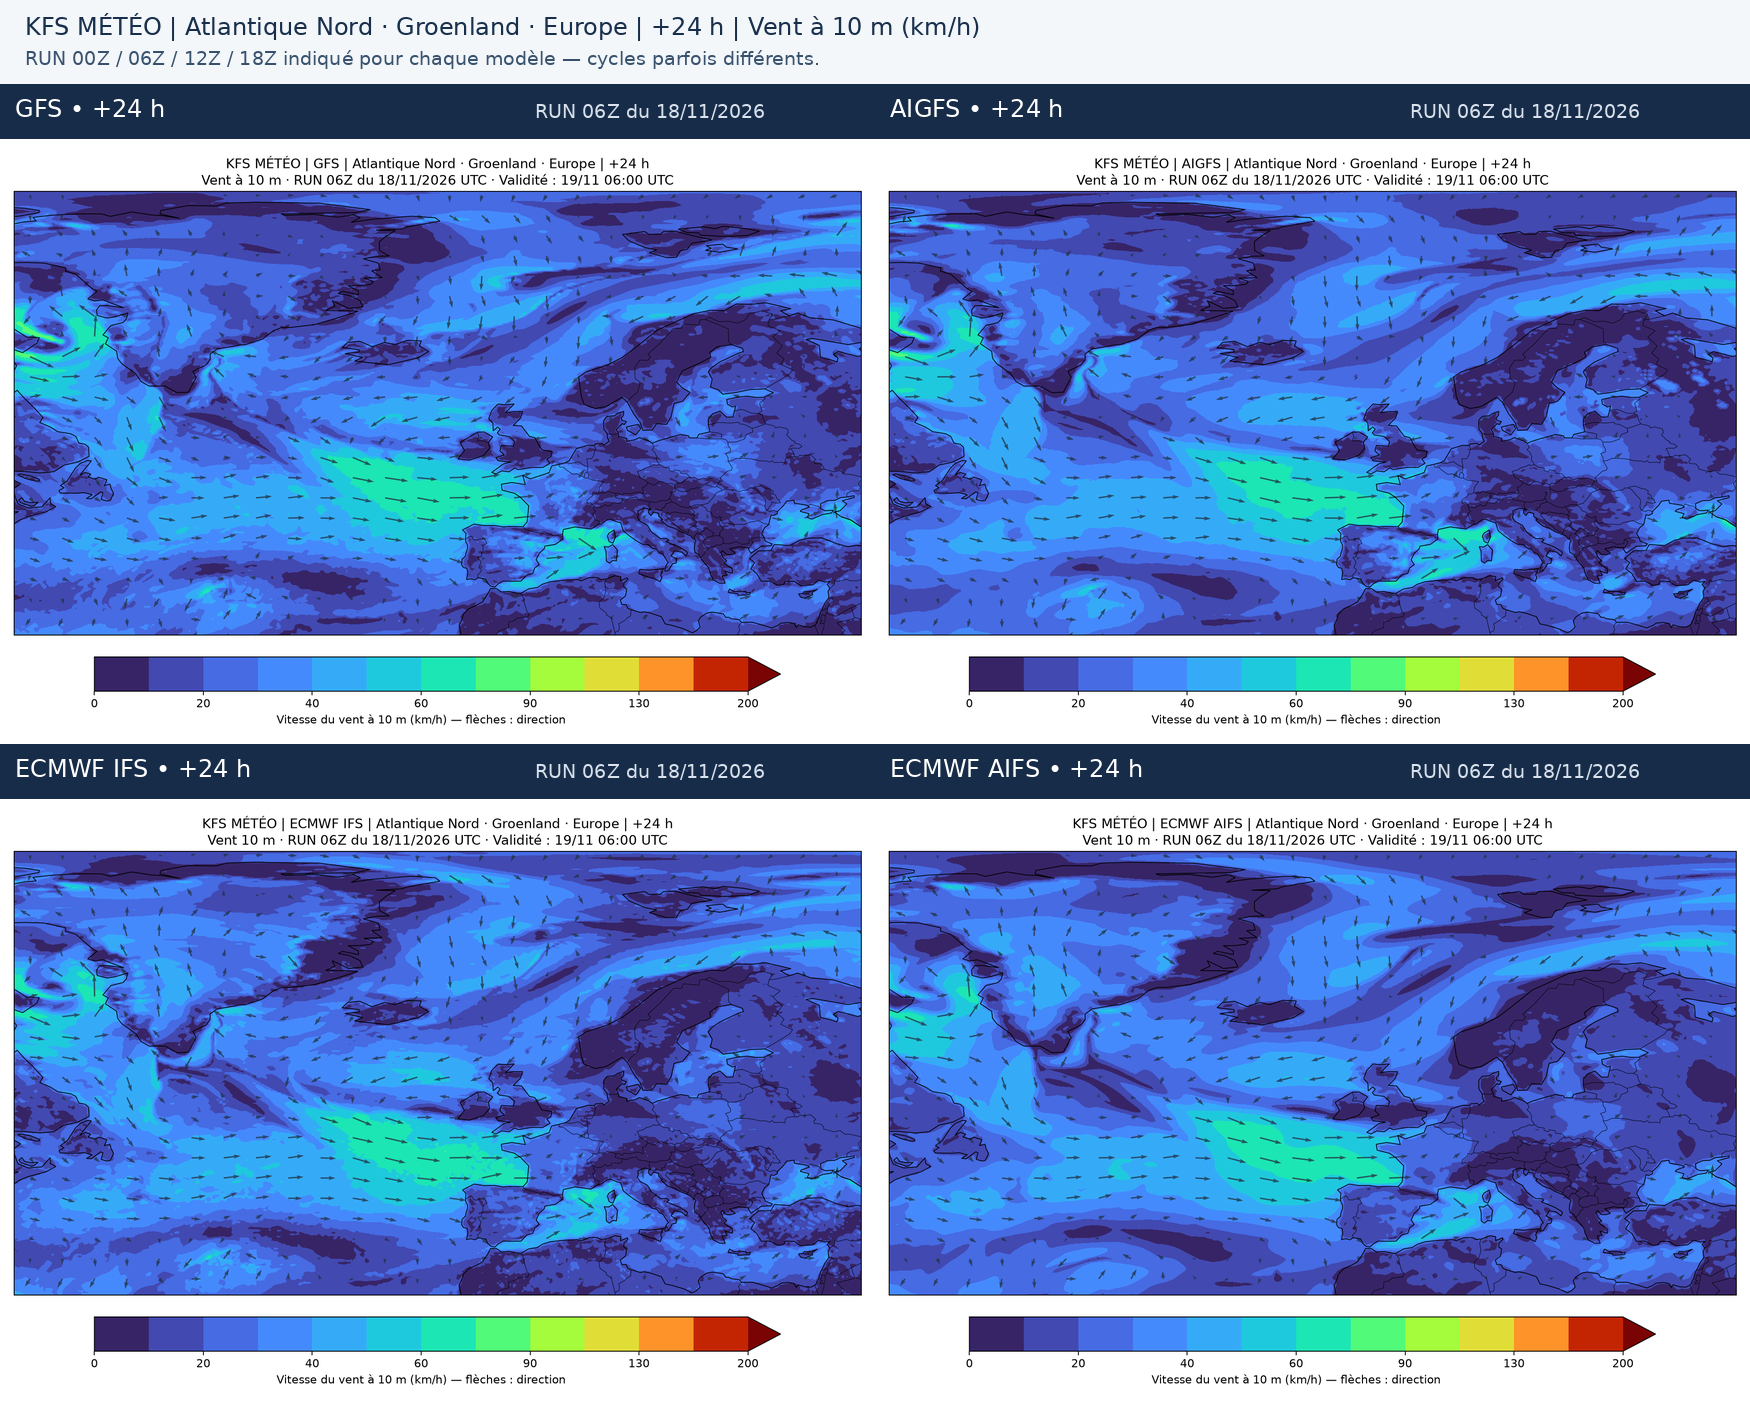 KFS MÉTÉO | Atlantique Nord · Groenland · Europe | +24 h | Vent à 10 m (km/h)
RUN 00Z / 06Z / 12Z / 18Z indiqué pour chaque modèle — cycles parfois différents.
GFS • +24 h
RUN 06Z du 18/11/2026
KFS MÉTÉO | GFS | Atlantique Nord · Groenland · Europe | +24 h
Vent à 10 m · RUN 06Z du 18/11/2026 UTC · Validité : 19/11 06:00 UTC
0 20 40 60 90 130 200
Vitesse du vent à 10 m (km/h) — flèches : direction
AIGFS • +24 h
RUN 06Z du 18/11/2026
KFS MÉTÉO | AIGFS | Atlantique Nord · Groenland · Europe | +24 h
Vent à 10 m · RUN 06Z du 18/11/2026 UTC · Validité : 19/11 06:00 UTC
0 20 40 60 90 130 200
Vitesse du vent à 10 m (km/h) — flèches : direction
ECMWF IFS • +24 h
RUN 06Z du 18/11/2026
KFS MÉTÉO | ECMWF IFS | Atlantique Nord · Groenland · Europe | +24 h
Vent 10 m · RUN 06Z du 18/11/2026 UTC · Validité : 19/11 06:00 UTC
0 20 40 60 90 130 200
Vitesse du vent à 10 m (km/h) — flèches : direction
ECMWF AIFS • +24 h
RUN 06Z du 18/11/2026
KFS MÉTÉO | ECMWF AIFS | Atlantique Nord · Groenland · Europe | +24 h
Vent 10 m · RUN 06Z du 18/11/2026 UTC · Validité : 19/11 06:00 UTC
0 20 40 60 90 130 200
Vitesse du vent à 10 m (km/h) — flèches : direction